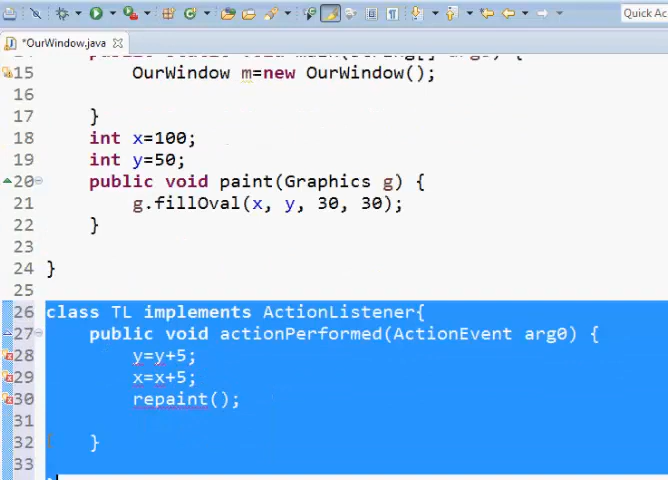 Quick Ac
*OurWindow.java
15 OurWindow m=new OurWindow();
16
17 }
18 int x=100;
19 int y=50;
20 public void paint(Graphics g) {
21 g.fillOval(x, y, 30, 30);
22 }
23
24 }
25
26 class TL implements ActionListener{
27 public void actionPerformed(ActionEvent arg0) {
28 y=y+5;
29 x=x+5;
30 repaint();
31
32 }
33